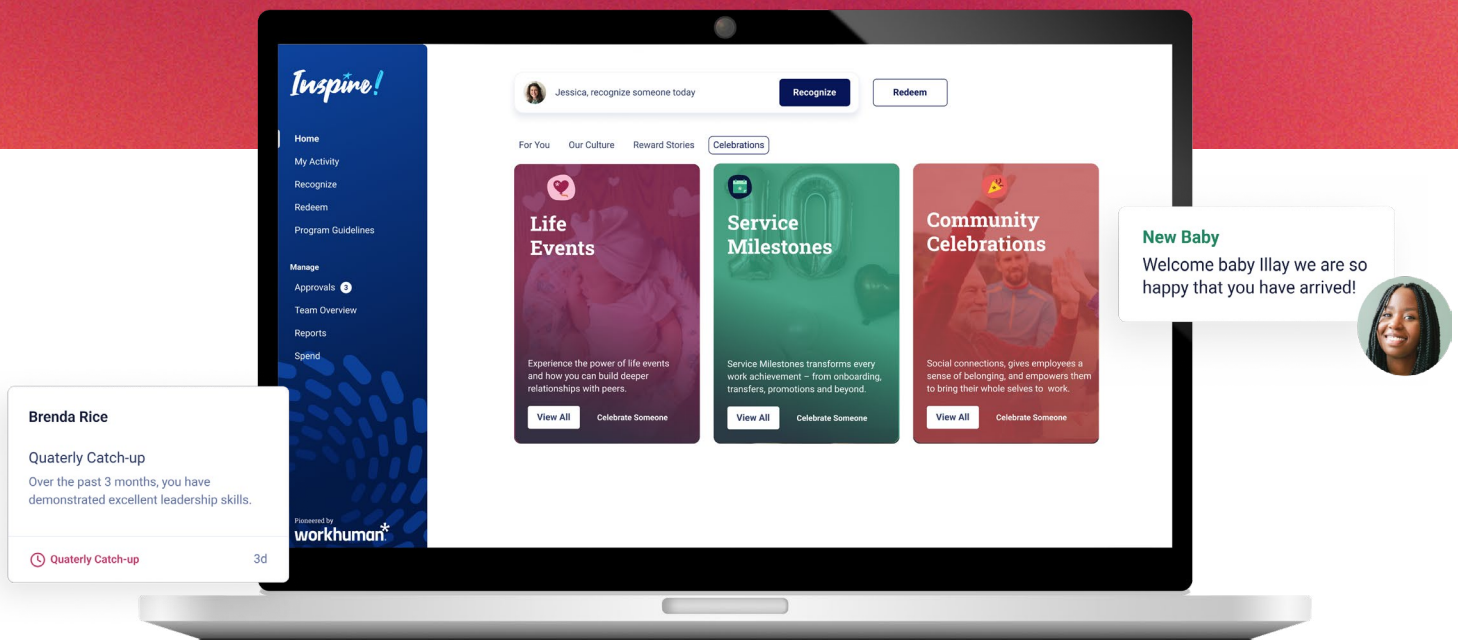 Inspire!
Home
My Activity
Recognize
Redeem
Program Guidelines
Manage
Approvals 3
Team Overview
Reports
Spend
Pioneered by
workhuman*
Jessica, recognize someone today
Recognize
Redeem
For You
Our Culture
Reward Stories
Celebrations
Life
Events
Experience the power of life events
and how you can build deeper
relationships with peers.
View All
Celebrate Someone
Service
Milestones
Service Milestones transforms every
work achievement – from onboarding,
transfers, promotions and beyond.
View All
Celebrate Someone
Community
Celebrations
Social connections, gives employees a
sense of belonging, and empowers them
to bring their whole selves to work.
View All
Celebrate Someone
New Baby
Welcome baby Illay we are so
happy that you have arrived!
Brenda Rice
Quaterly Catch-up
Over the past 3 months, you have
demonstrated excellent leadership skills.
Quaterly Catch-up
3d